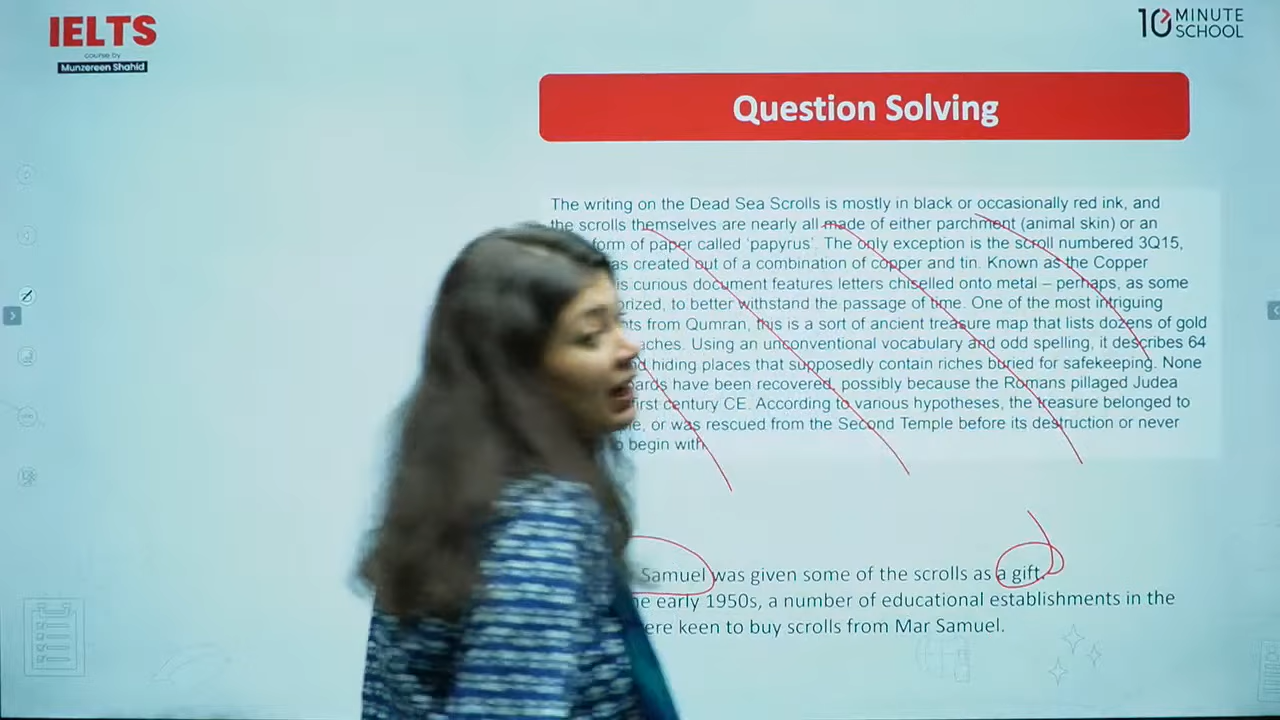 IELTS
course by
Munzereen Shahid
10 MINUTE
SCHOOL
Question Solving
The writing on the Dead Sea Scrolls is mostly in black or occasionally red ink, and
the scrolls themselves are nearly all made of either parchment (animal skin) or an
form of paper called ‘papyrus’. The only exception is the scroll numbered 3Q15,
created out of a combination of copper and tin. Known as the Copper
curious document features letters chiselled onto metal – perhaps, as some
to better withstand the passage of time. One of the most intriguing
from Qumran, this is a sort of ancient treasure map that lists dozens of gold
Using an unconventional vocabulary and odd spelling, it describes 64
hiding places that supposedly contain riches buried for safekeeping. None
have been recovered, possibly because the Romans pillaged Judea
first century CE. According to various hypotheses, the treasure belonged to
or was rescued from the Second Temple before its destruction or never
begin with
Samuel was given some of the scrolls as a gift.
early 1950s, a number of educational establishments in the
keen to buy scrolls from Mar Samuel.